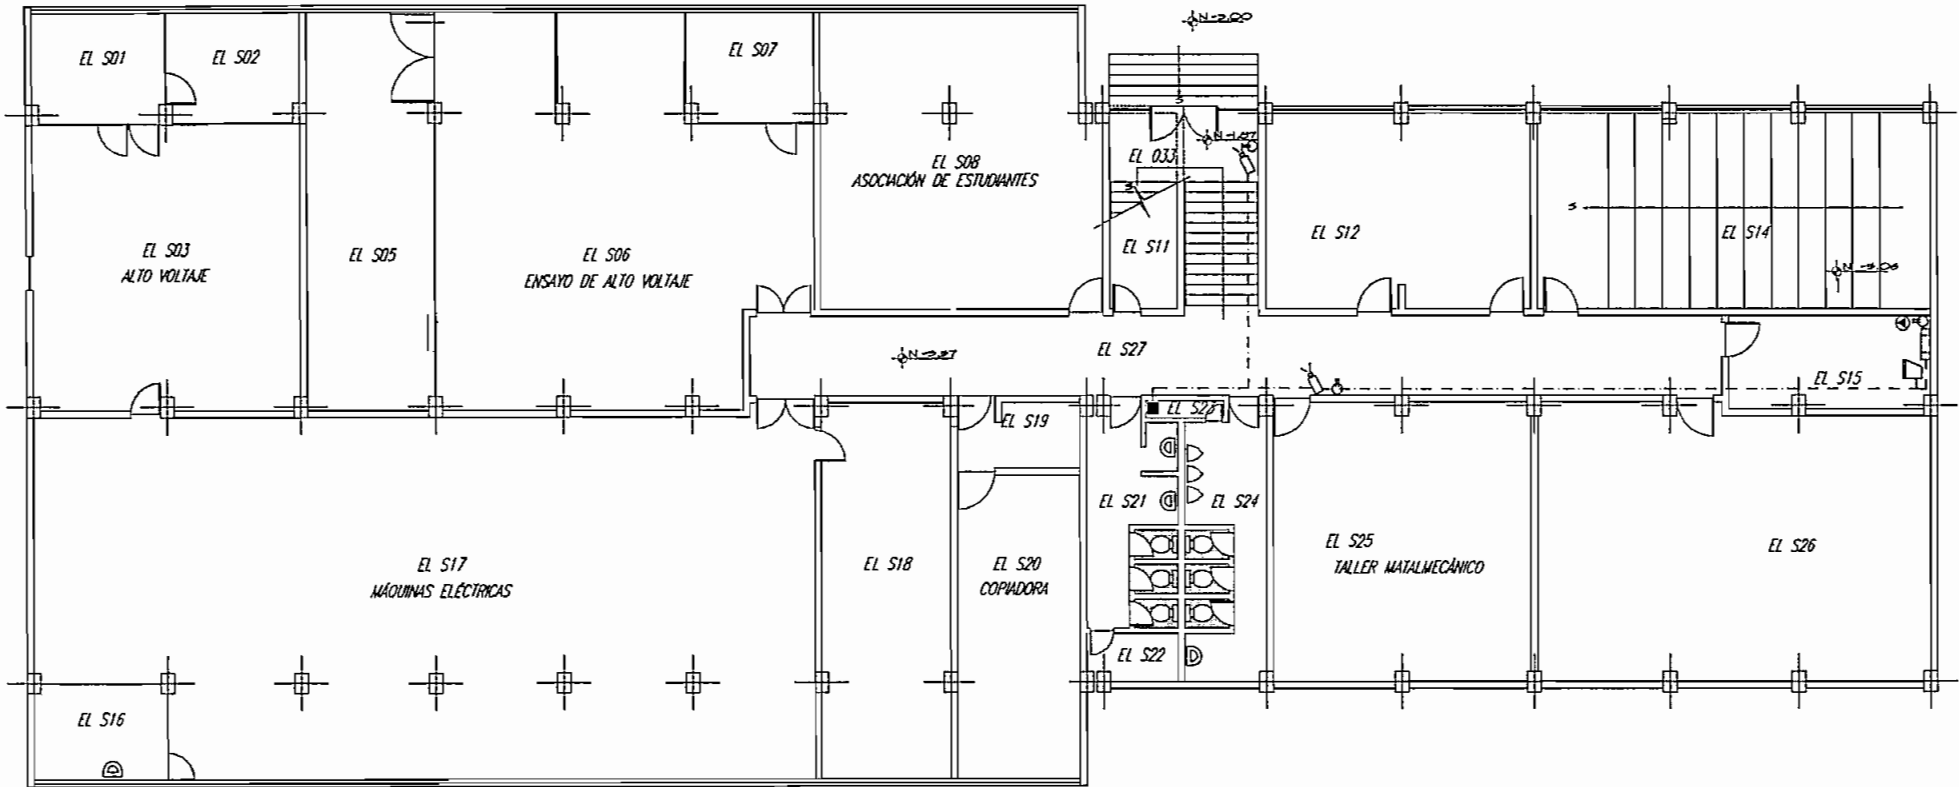 N-2.00
EL S01
EL S02
EL S07
EL S08
ASOCIACIÓN DE ESTUDIANTES
EL 033
S
S
EL S03
ALTO VOLTAJE
EL S05
EL S06
ENSAYO DE ALTO VOLTAJE
EL S11
EL S12
S
EL S14
EL S27
EL S15
EL S19
EL S21
EL S24
EL S17
MÁQUINAS ELÉCTRICAS
EL S18
EL S20
COPIADORA
EL S25
TALLER MATALMECÁNICO
EL S26
EL S22
EL S16